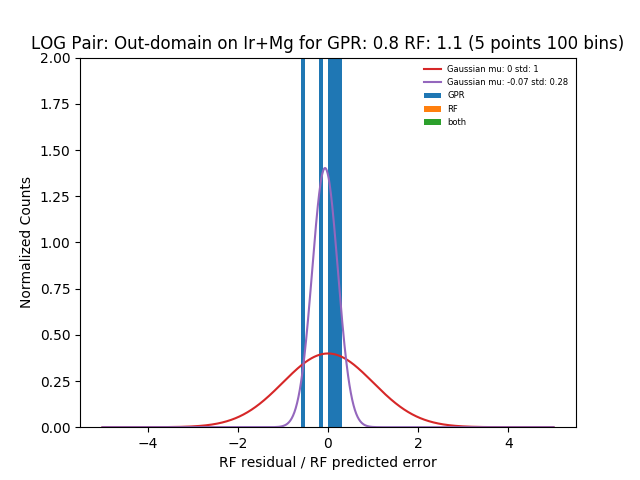 LOG Pair: Out-domain on Ir+Mg for GPR: 0.8 RF: 1.1 (5 points 100 bins)
2.00
1.75
1.50
1.25
1.00
0.75
0.50
0.25
0.00
Normalized Counts
Gaussian mu: 0 std: 1
Gaussian mu: -0.07 std: 0.28
GPR
RF
both
−4 −2 0 2 4
RF residual / RF predicted error